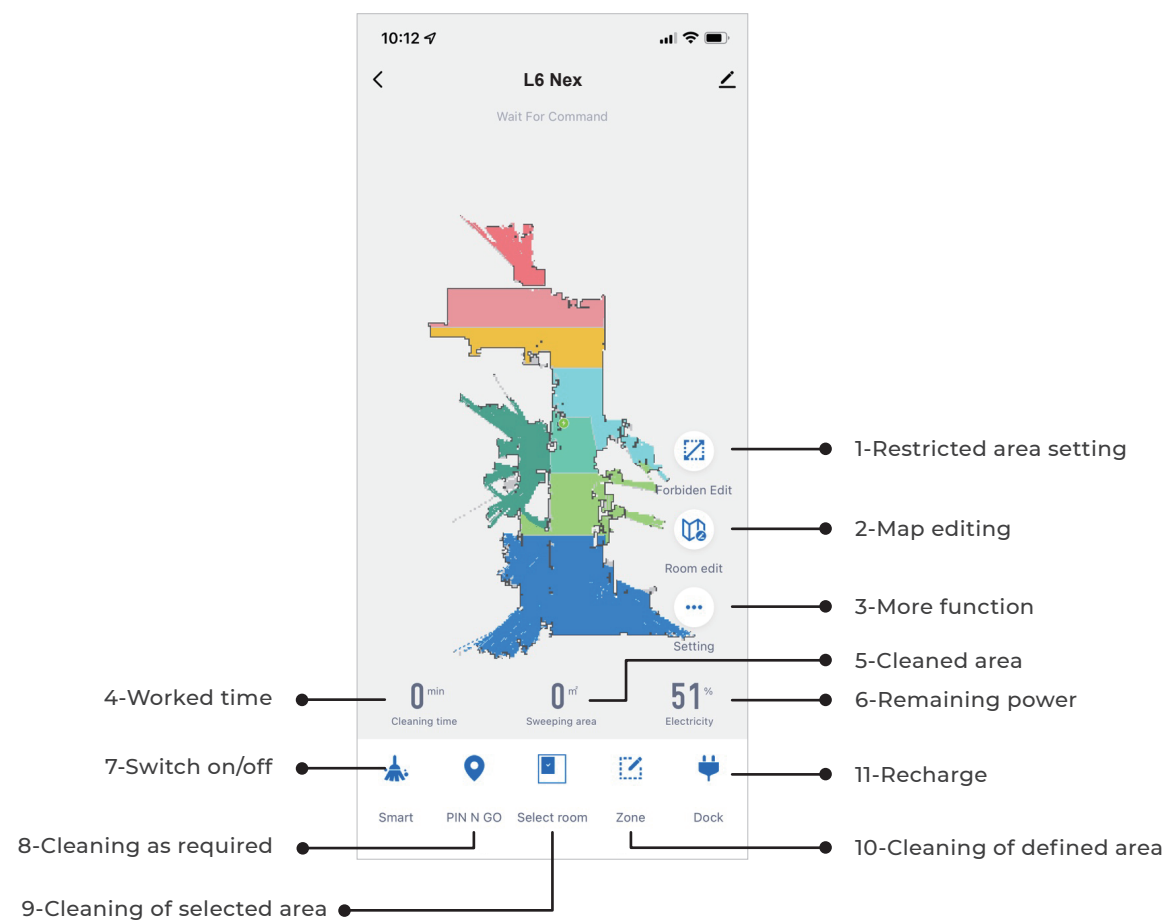 10:12
L6 Nex
Wait For Command
1-Restricted area setting
Forbiden Edit
2-Map editing
Room edit
3-More function
Setting
5-Cleaned area
4-Worked time
0 min
0 ㎡
51 %
6-Remaining power
Cleaning time
Sweeping area
Electricity
7-Switch on/off
11-Recharge
Smart
PIN N GO
Select room
Zone
Dock
8-Cleaning as required
10-Cleaning of defined area
9-Cleaning of selected area